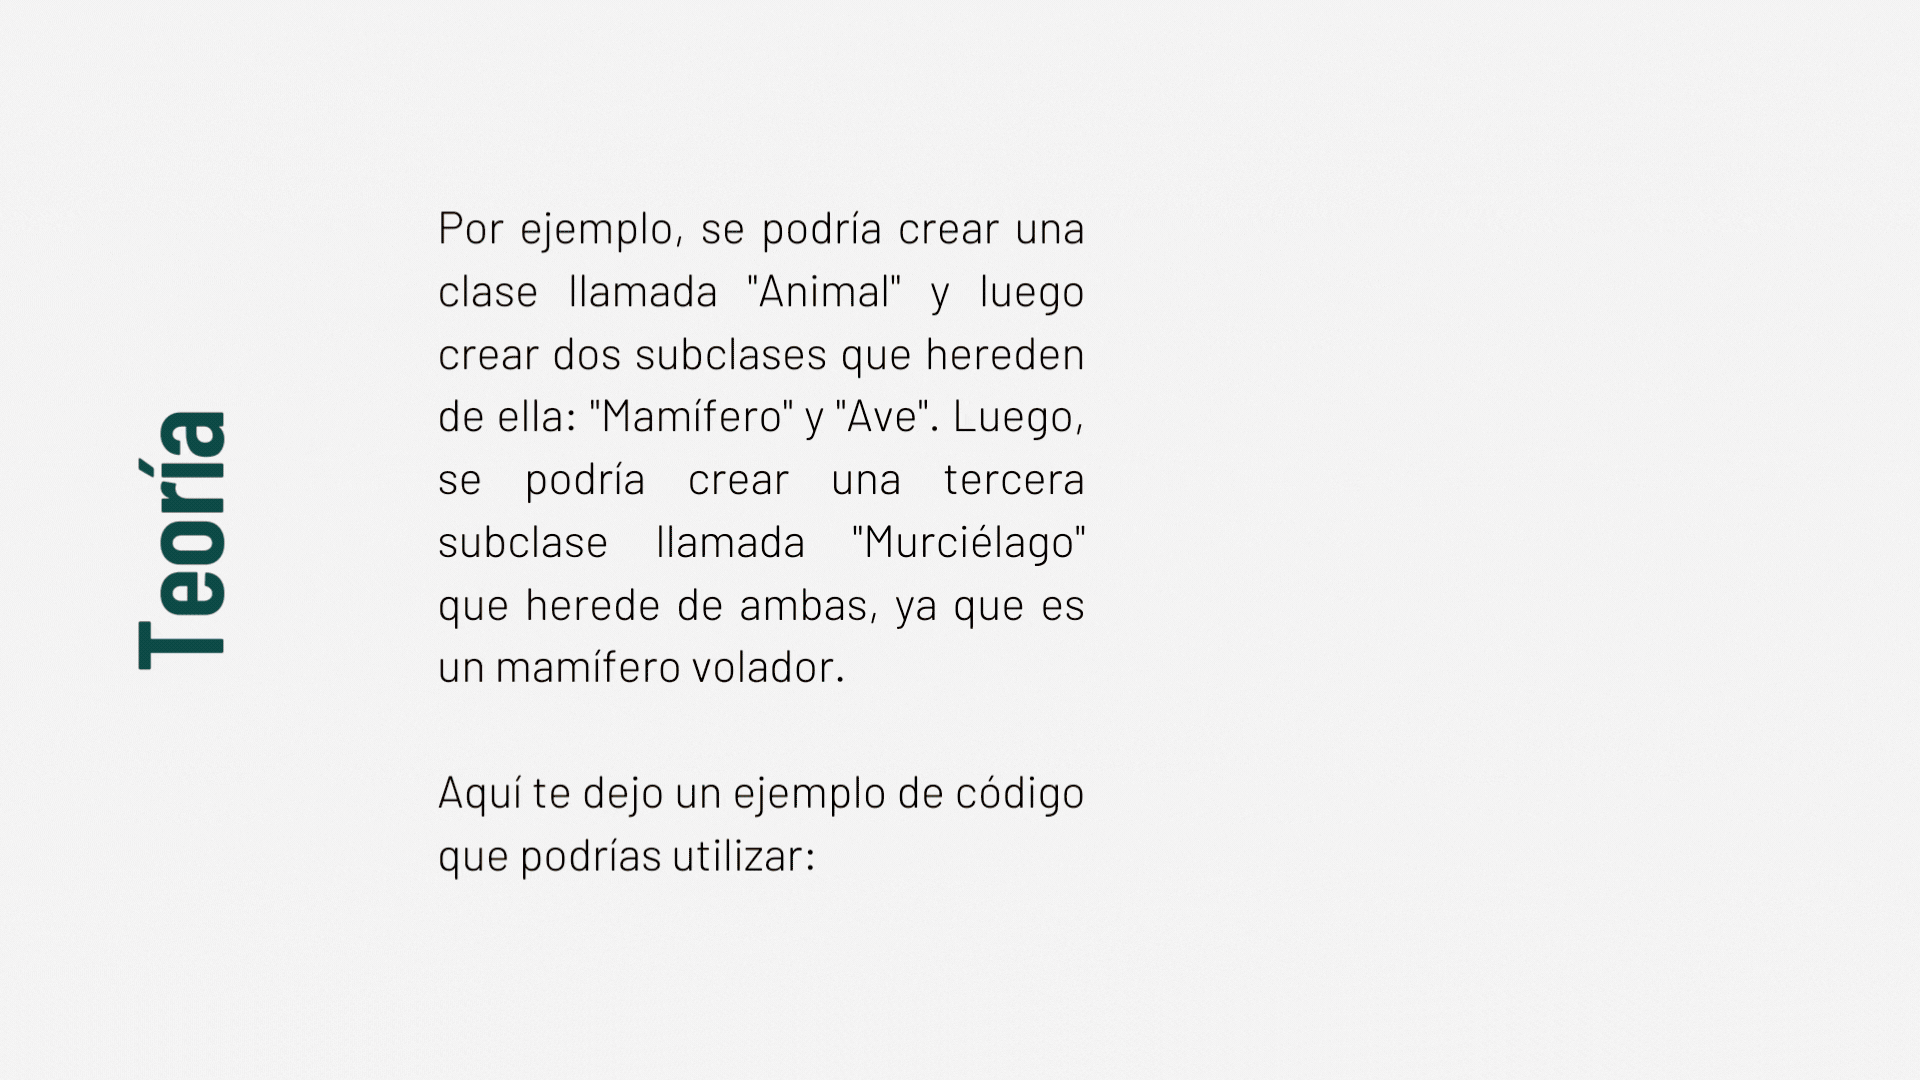 Teoría
Por ejemplo, se podría crear una
clase llamada "Animal" y luego
crear dos subclases que hereden
de ella: "Mamífero" y "Ave". Luego,
se podría crear una tercera
subclase llamada "Murciélago"
que herede de ambas, ya que es
un mamífero volador.
Aquí te dejo un ejemplo de código
que podrías utilizar: